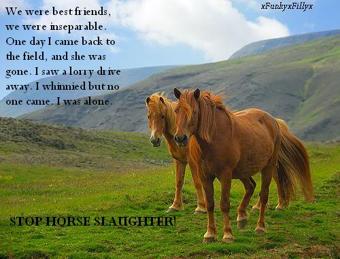 xFunkyxFillyx
We were best friends,
we were inseparable.
One day I came back to
the field, and she was
gone. I saw a lorry drive
away. I whinnied but no
one came. I was alone.
STOP HORSE SLAUGHTER!